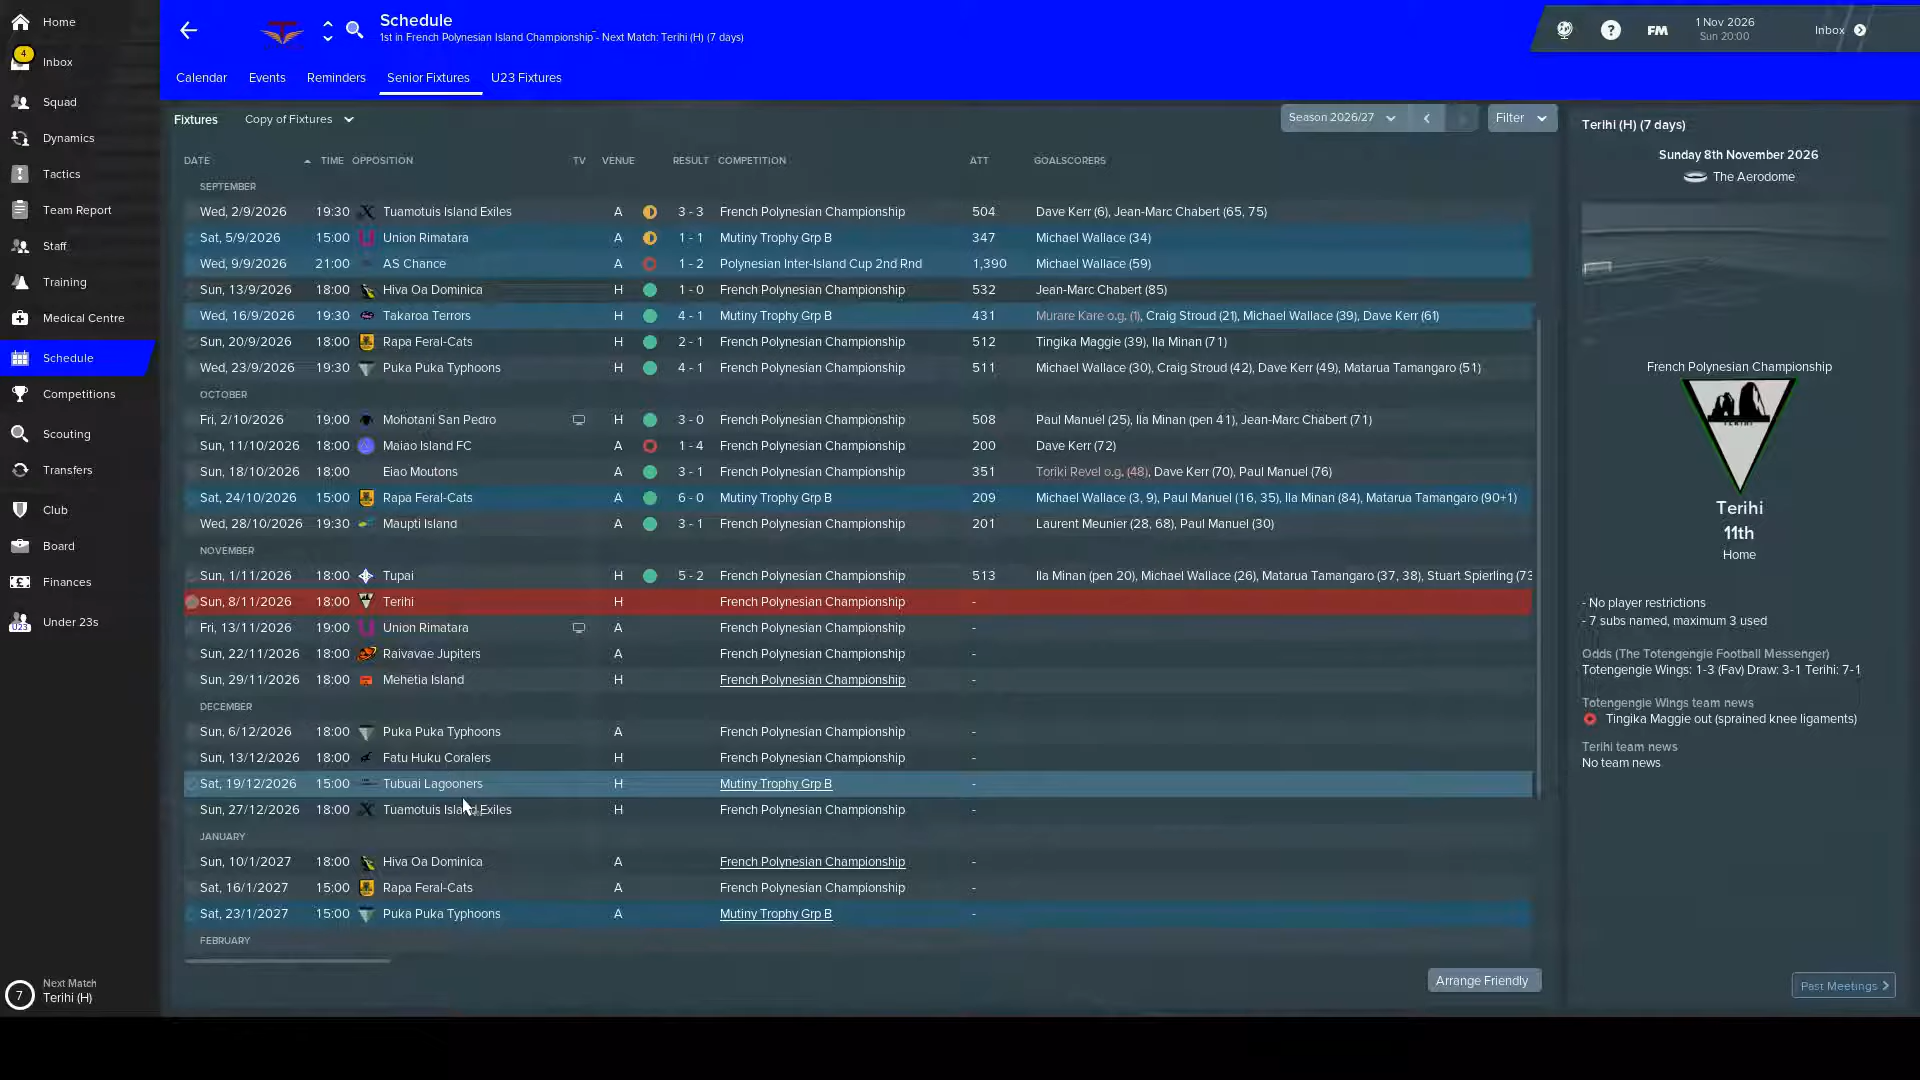 Home
4
Inbox
Squad
Dynamics
Tactics
Team Report
Staff
Training
Medical Centre
Schedule
Competitions
Scouting
Transfers
Club
Board
Finances
U23
Under 23s
7
Next Match
Terihi (H)
Schedule
1st in French Polynesian Island Championship - Next Match: Terihi (H) (7 days)
Calendar Events Reminders Senior Fixtures U23 Fixtures
? FM 1 Nov 2026
Sun 20:00
Inbox
Fixtures Copy of Fixtures Season 2026/27 Filter
DATE TIME OPPOSITION TV VENUE RESULT COMPETITION ATT GOALSCORERS
SEPTEMBER
Wed, 2/9/2026 19:30 Tuamotuis Island Exiles A 3 - 3 French Polynesian Championship 504 Dave Kerr (6), Jean-Marc Chabert (65, 75)
Sat, 5/9/2026 15:00 Union Rimatara A 1 - 1 Mutiny Trophy Grp B 347 Michael Wallace (34)
Wed, 9/9/2026 21:00 AS Chance A 1 - 2 Polynesian Inter-Island Cup 2nd Rnd 1,390 Michael Wallace (59)
Sun, 13/9/2026 18:00 Hiva Oa Dominica H 1 - 0 French Polynesian Championship 532 Jean-Marc Chabert (85)
Wed, 16/9/2026 19:30 Takaroa Terrors H 4 - 1 Mutiny Trophy Grp B 431 Murare Kare o.g. (1), Craig Stroud (21), Michael Wallace (39), Dave Kerr (61)
Sun, 20/9/2026 18:00 Rapa Feral-Cats H 2 - 1 French Polynesian Championship 512 Tingika Maggie (39), Ila Minan (71)
Wed, 23/9/2026 19:30 Puka Puka Typhoons H 4 - 1 French Polynesian Championship 511 Michael Wallace (30), Craig Stroud (42), Dave Kerr (49), Matarua Tamangaro (51)
OCTOBER
Fri, 2/10/2026 19:00 Mohotani San Pedro H 3 - 0 French Polynesian Championship 508 Paul Manuel (25), Ila Minan (pen 41), Jean-Marc Chabert (71)
Sun, 11/10/2026 18:00 Maiao Island FC A 1 - 4 French Polynesian Championship 200 Dave Kerr (72)
Sun, 18/10/2026 18:00 Eiao Moutons A 3 - 1 French Polynesian Championship 351 Toriki Revel o.g. (48), Dave Kerr (70), Paul Manuel (76)
Sat, 24/10/2026 15:00 Rapa Feral-Cats A 6 - 0 Mutiny Trophy Grp B 209 Michael Wallace (3, 9), Paul Manuel (16, 35), Ila Minan (84), Matarua Tamangaro (90+1)
Wed, 28/10/2026 19:30 Maupti Island A 3 - 1 French Polynesian Championship 201 Laurent Meunier (28, 68), Paul Manuel (30)
NOVEMBER
Sun, 1/11/2026 18:00 Tupai H 5 - 2 French Polynesian Championship 513 Ila Minan (pen 20), Michael Wallace (26), Matarua Tamangaro (37, 38), Stuart Spierling (73
Sun, 8/11/2026 18:00 Terihi H French Polynesian Championship -
Fri, 13/11/2026 19:00 Union Rimatara A French Polynesian Championship -
Sun, 22/11/2026 18:00 Raivavae Jupiters A French Polynesian Championship -
Sun, 29/11/2026 18:00 Mehetia Island H French Polynesian Championship -
DECEMBER
Sun, 6/12/2026 18:00 Puka Puka Typhoons A French Polynesian Championship -
Sun, 13/12/2026 18:00 Fatu Huku Coralers H French Polynesian Championship -
Sat, 19/12/2026 15:00 Tubuai Lagooners H Mutiny Trophy Grp B -
Sun, 27/12/2026 18:00 Tuamotuis Island Exiles H French Polynesian Championship -
JANUARY
Sun, 10/1/2027 18:00 Hiva Oa Dominica A French Polynesian Championship -
Sat, 16/1/2027 15:00 Rapa Feral-Cats A French Polynesian Championship -
Sat, 23/1/2027 15:00 Puka Puka Typhoons A Mutiny Trophy Grp B -
FEBRUARY
Arrange Friendly
Terihi (H) (7 days)
Sunday 8th November 2026
The Aerodome
French Polynesian Championship
TERIHI
Terihi
11th
Home
- No player restrictions
- 7 subs named, maximum 3 used
Odds (The Totengengie Football Messenger)
Totengengie Wings: 1-3 (Fav) Draw: 3-1 Terihi: 7-1
Totengengie Wings team news
Tingika Maggie out (sprained knee ligaments)
Terihi team news
No team news
Past Meetings